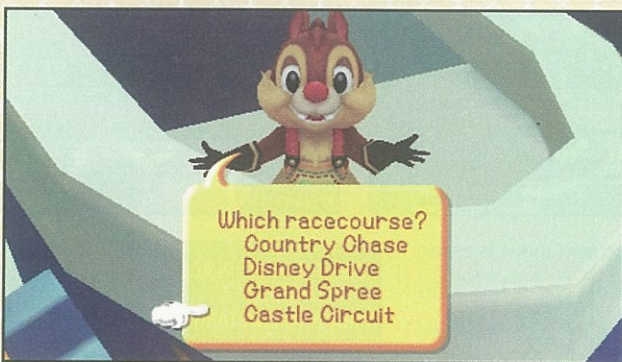 Which racecourse?
Country Chase
Disney Drive
Grand Spree
Castle Circuit